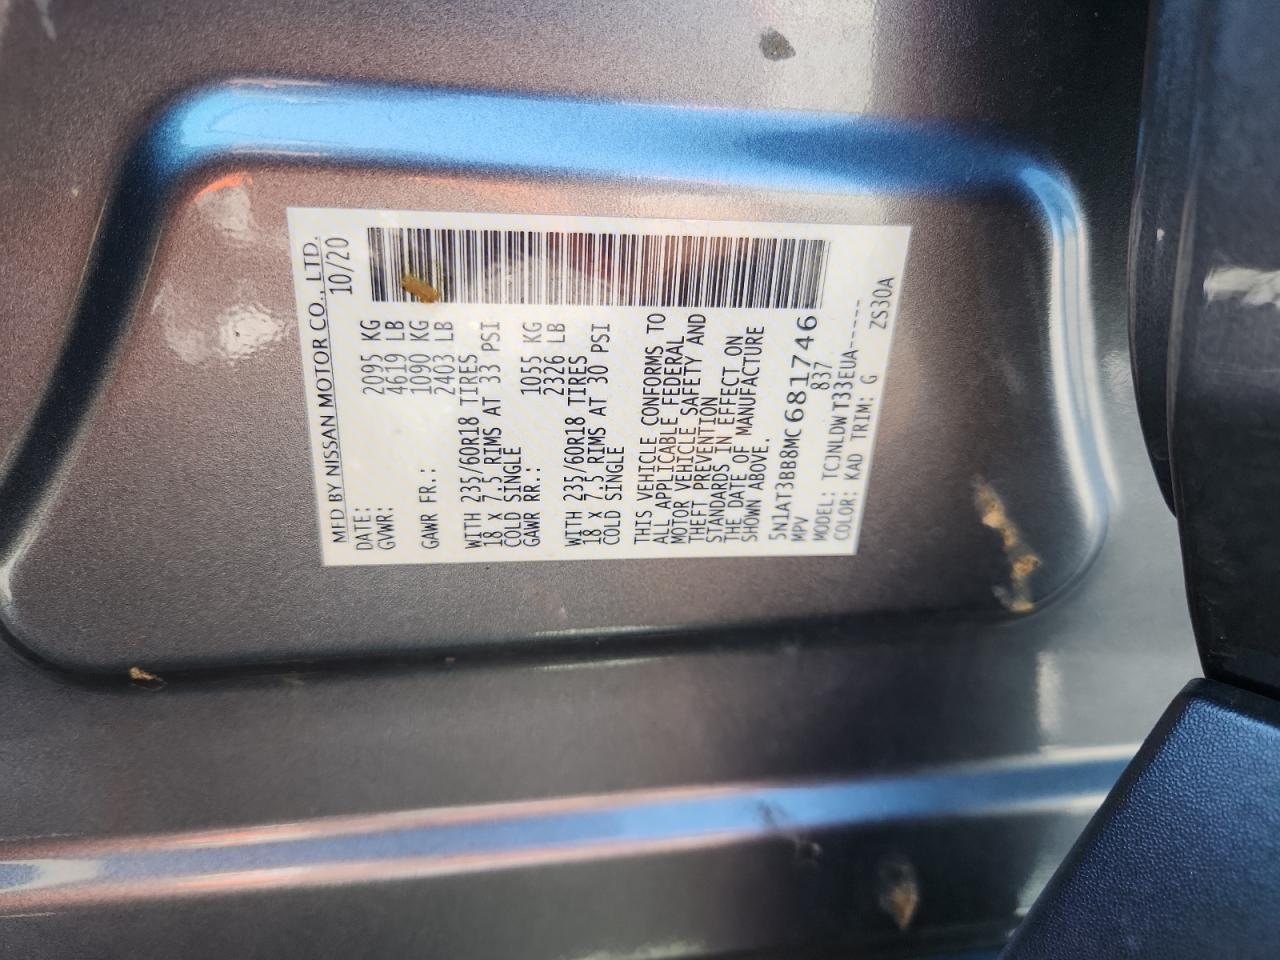 MFD BY NISSAN MOTOR CO., LTD.
DATE: 10/20
GVWR: 2095 KG
4619 LB
GAWR FR.: 1090 KG
2403 LB
WITH 235/60R18 TIRES
18 x 7.5 RIMS AT 33 PSI
COLD SINGLE
GAWR RR.: 1055 KG
2326 LB
WITH 235/60R18 TIRES
18 x 7.5 RIMS AT 30 PSI
COLD SINGLE
THIS VEHICLE CONFORMS TO
ALL APPLICABLE FEDERAL
MOTOR VEHICLE SAFETY AND
THEFT PREVENTION
STANDARDS IN EFFECT ON
THE DATE OF MANUFACTURE
SHOWN ABOVE.
5N1AT3BB8MC681746
MPV 837
MODEL: TCJNLDWT33EUA-----
COLOR: KAD TRIM: G ZS30A